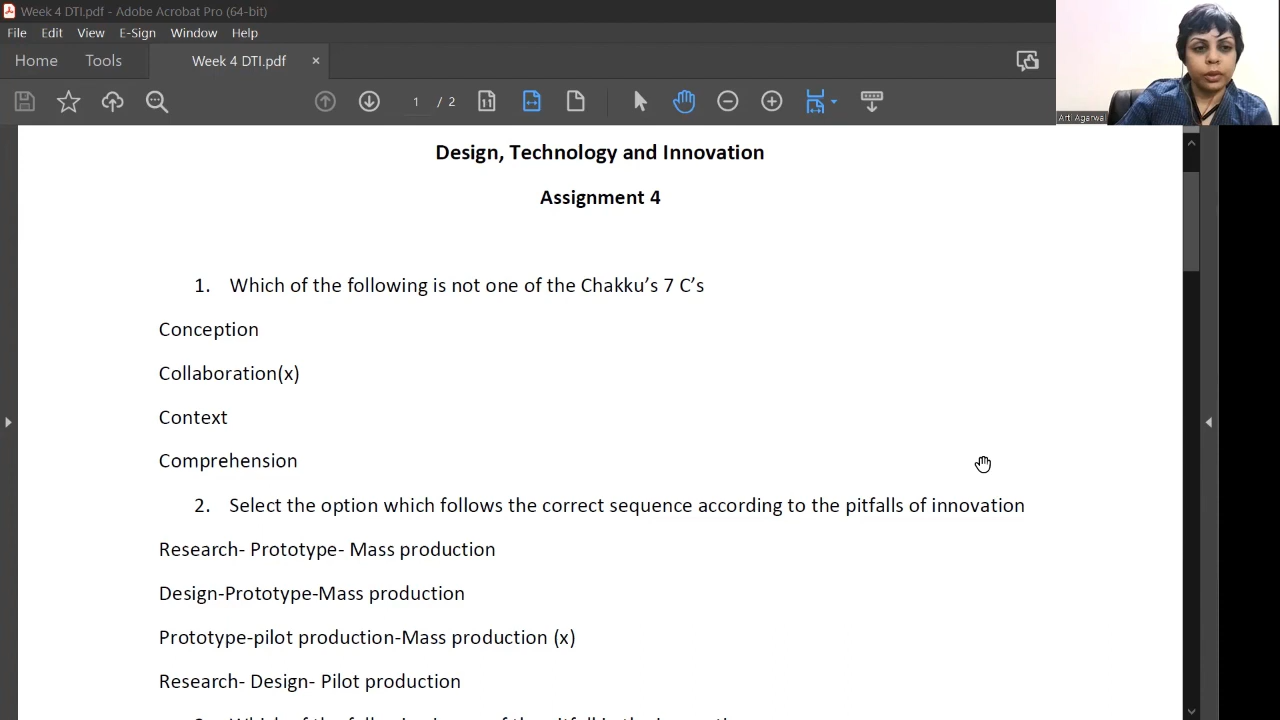 Week 4 DTI.pdf - Adobe Acrobat Pro (64-bit)
File Edit View E-Sign Window Help
Home Tools Week 4 DTI.pdf ×
1 / 2
Arti Agarwal
Design, Technology and Innovation
Assignment 4
1. Which of the following is not one of the Chakku’s 7 C’s
Conception
Collaboration(x)
Context
Comprehension
2. Select the option which follows the correct sequence according to the pitfalls of innovation
Research- Prototype- Mass production
Design-Prototype-Mass production
Prototype-pilot production-Mass production (x)
Research- Design- Pilot production